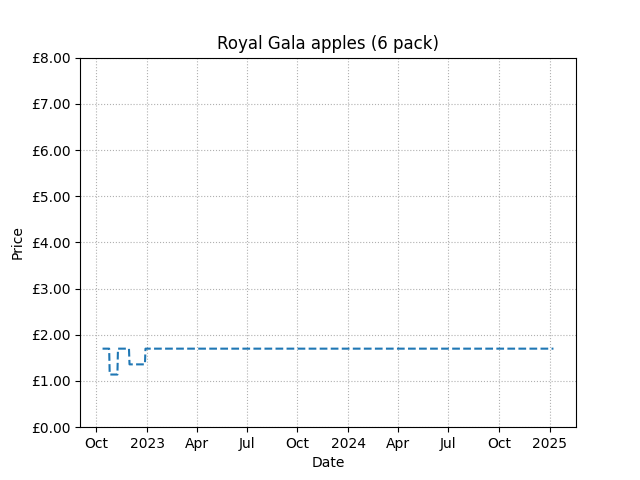 Royal Gala apples (6 pack)
£8.00
£7.00
£6.00
£5.00
£4.00
£3.00
£2.00
£1.00
£0.00
Price
Oct 2023 Apr Jul Oct 2024 Apr Jul Oct 2025
Date